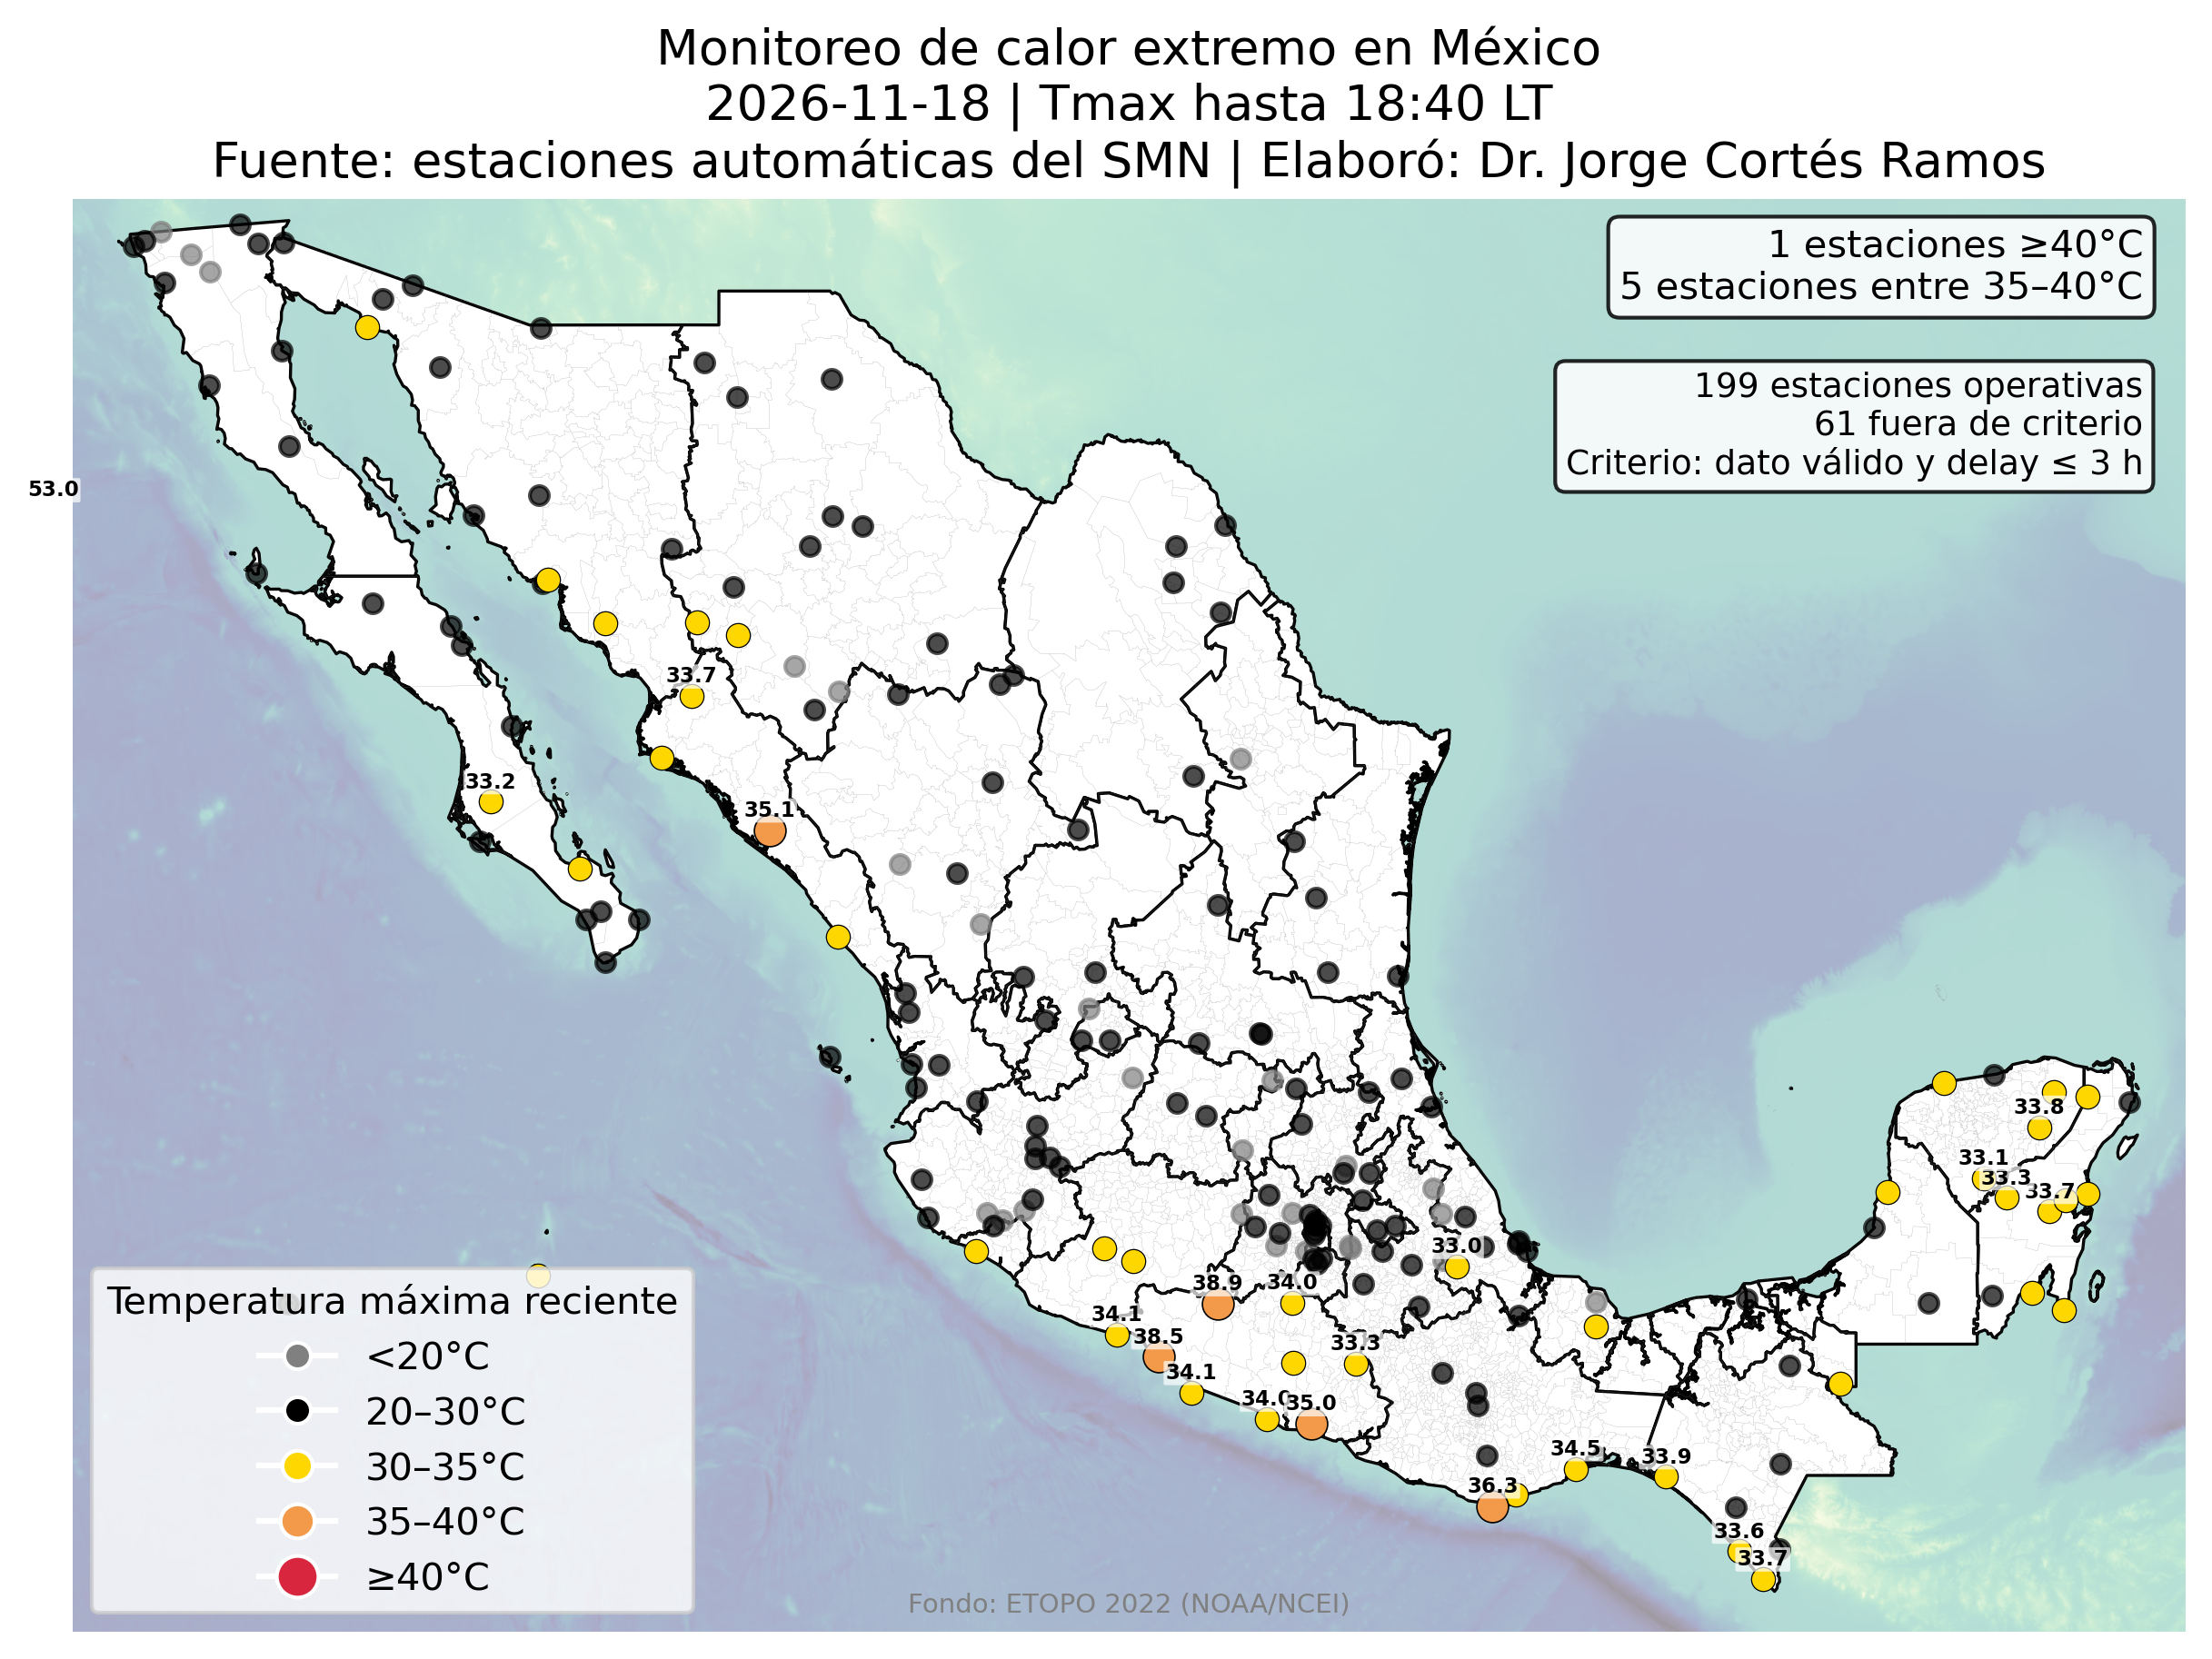 Monitoreo de calor extremo en México
2026-11-18 | Tmax hasta 18:40 LT
Fuente: estaciones automáticas del SMN | Elaboró: Dr. Jorge Cortés Ramos
1 estaciones ≥40°C
5 estaciones entre 35–40°C
199 estaciones operativas
61 fuera de criterio
Criterio: dato válido y delay ≤ 3 h
53.0
33.7
33.2
35.1
33.8
33.1
33.3
33.7
33.0
38.9
34.0
34.1
38.5
33.3
34.1
34.0
35.0
34.5
33.9
36.3
33.6
33.7
Temperatura máxima reciente
<20°C
20–30°C
30–35°C
35–40°C
≥40°C
Fondo: ETOPO 2022 (NOAA/NCEI)